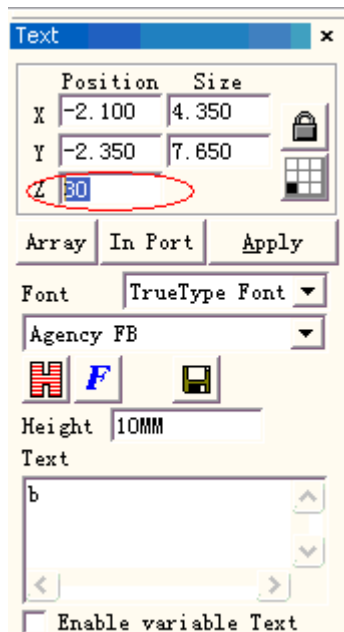 Text
Position Size
X -2.100 4.350
Y -2.350 7.650
Z 30
Array In Port Apply
Font TrueType Font
Agency FB
H F
Height 10MM
Text
b
Enable variable Text